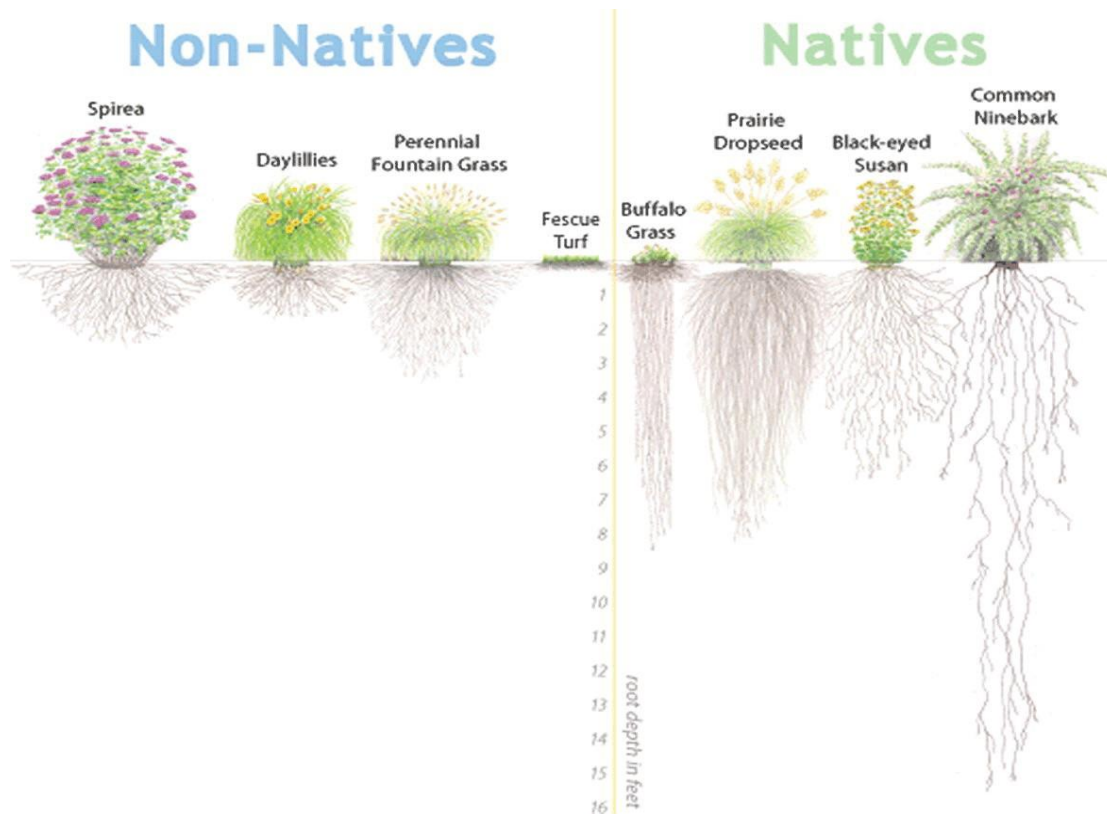 Non-Natives
Natives
Spirea
Daylillies
Perennial
Fountain Grass
Fescue
Turf
Buffalo
Grass
Prairie
Dropseed
Black-eyed
Susan
Common
Ninebark
1
2
3
4
5
6
7
8
9
10
11
12
13
14
15
16
root depth in feet